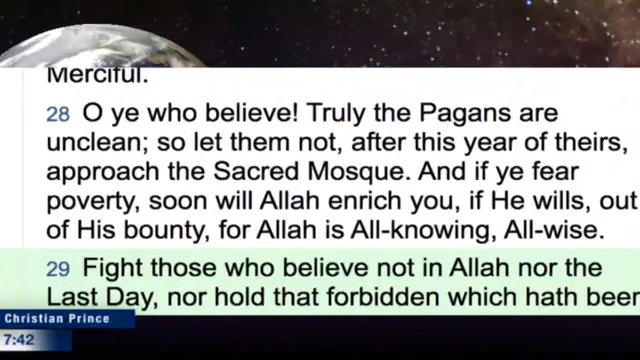 Merciful.
28 O ye who believe! Truly the Pagans are
unclean; so let them not, after this year of theirs,
approach the Sacred Mosque. And if ye fear
poverty, soon will Allah enrich you, if He wills, out
of His bounty, for Allah is All-knowing, All-wise.
29 Fight those who believe not in Allah nor the
Last Day, nor hold that forbidden which hath been
Christian Prince
7:42